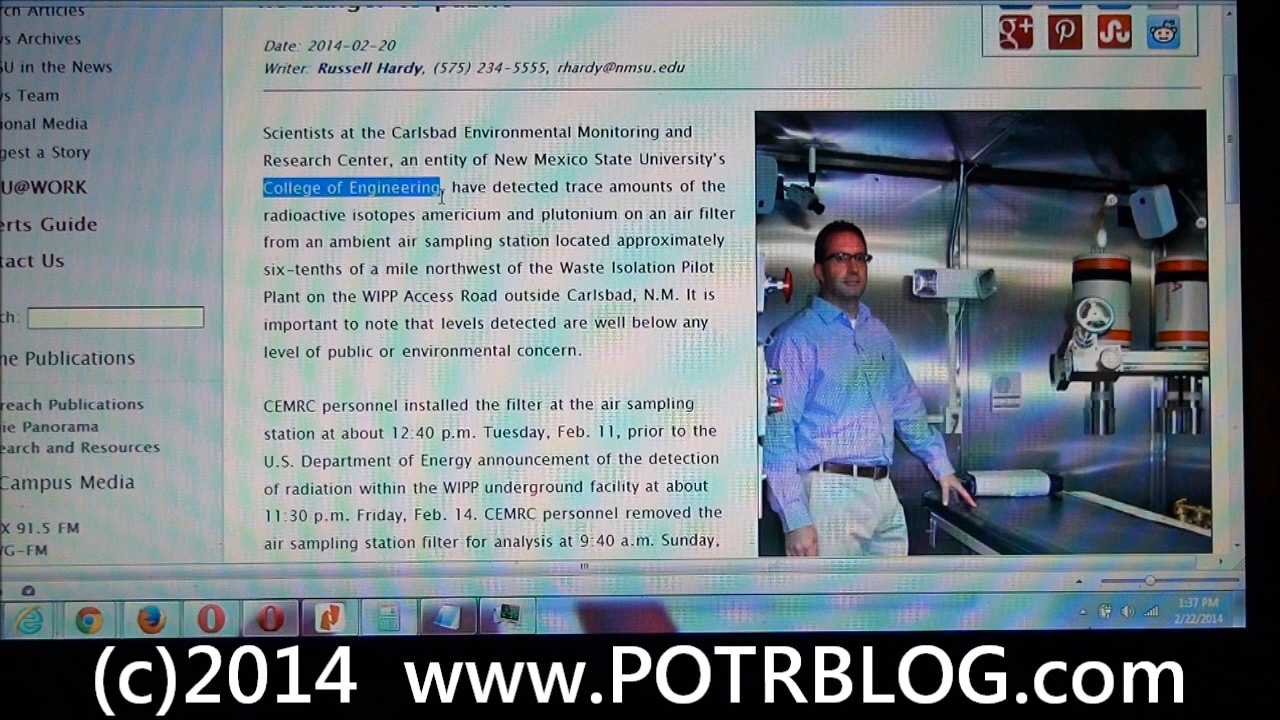 rch Articles
s Archives
SU in the News
s Team
ional Media
gest a Story
U@WORK
erts Guide
tact Us
ch:
ne Publications
reach Publications
ie Panorama
earch and Resources
Campus Media
X 91.5 FM
G-FM
Date: 2014-02-20
Writer: Russell Hardy, (575) 234-5555, rhardy@nmsu.edu
Scientists at the Carlsbad Environmental Monitoring and
Research Center, an entity of New Mexico State University's
College of Engineering, have detected trace amounts of the
radioactive isotopes americium and plutonium on an air filter
from an ambient air sampling station located approximately
six-tenths of a mile northwest of the Waste Isolation Pilot
Plant on the WIPP Access Road outside Carlsbad, N.M. It is
important to note that levels detected are well below any
level of public or environmental concern.
CEMRC personnel installed the filter at the air sampling
station at about 12:40 p.m. Tuesday, Feb. 11, prior to the
U.S. Department of Energy announcement of the detection
of radiation within the WIPP underground facility at about
11:30 p.m. Friday, Feb. 14. CEMRC personnel removed the
air sampling station filter for analysis at 9:40 a.m. Sunday,
1:37 PM
2/22/2014
(c)2014 www.POTRBLOG.com